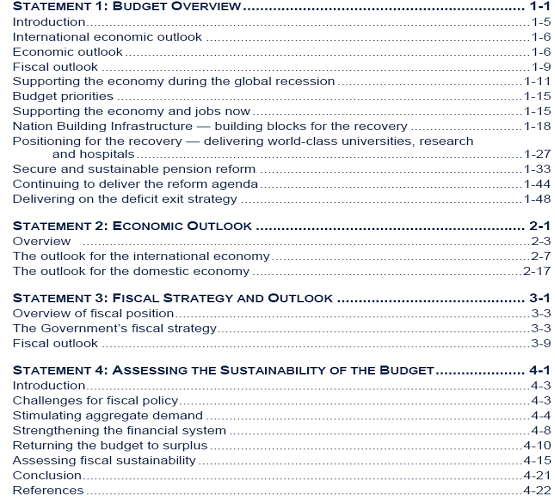 STATEMENT 1: BUDGET OVERVIEW ........ 1-1
Introduction ........ 1-5
International economic outlook ........ 1-6
Economic outlook ........ 1-6
Fiscal outlook ........ 1-9
Supporting the economy during the global recession ........ 1-11
Budget priorities ........ 1-15
Supporting the economy and jobs now ........ 1-15
Nation Building Infrastructure — building blocks for the recovery ........ 1-18
Positioning for the recovery — delivering world-class universities, research
and hospitals ........ 1-27
Secure and sustainable pension reform ........ 1-33
Continuing to deliver the reform agenda ........ 1-44
Delivering on the deficit exit strategy ........ 1-48
STATEMENT 2: ECONOMIC OUTLOOK ........ 2-1
Overview ........ 2-3
The outlook for the international economy ........ 2-7
The outlook for the domestic economy ........ 2-17
STATEMENT 3: FISCAL STRATEGY AND OUTLOOK ........ 3-1
Overview of fiscal position ........ 3-3
The Government's fiscal strategy ........ 3-3
Fiscal outlook ........ 3-9
STATEMENT 4: ASSESSING THE SUSTAINABILITY OF THE BUDGET ........ 4-1
Introduction ........ 4-3
Challenges for fiscal policy ........ 4-3
Stimulating aggregate demand ........ 4-4
Strengthening the financial system ........ 4-8
Returning the budget to surplus ........ 4-10
Assessing fiscal sustainability ........ 4-15
Conclusion ........ 4-21
References ........ 4-22